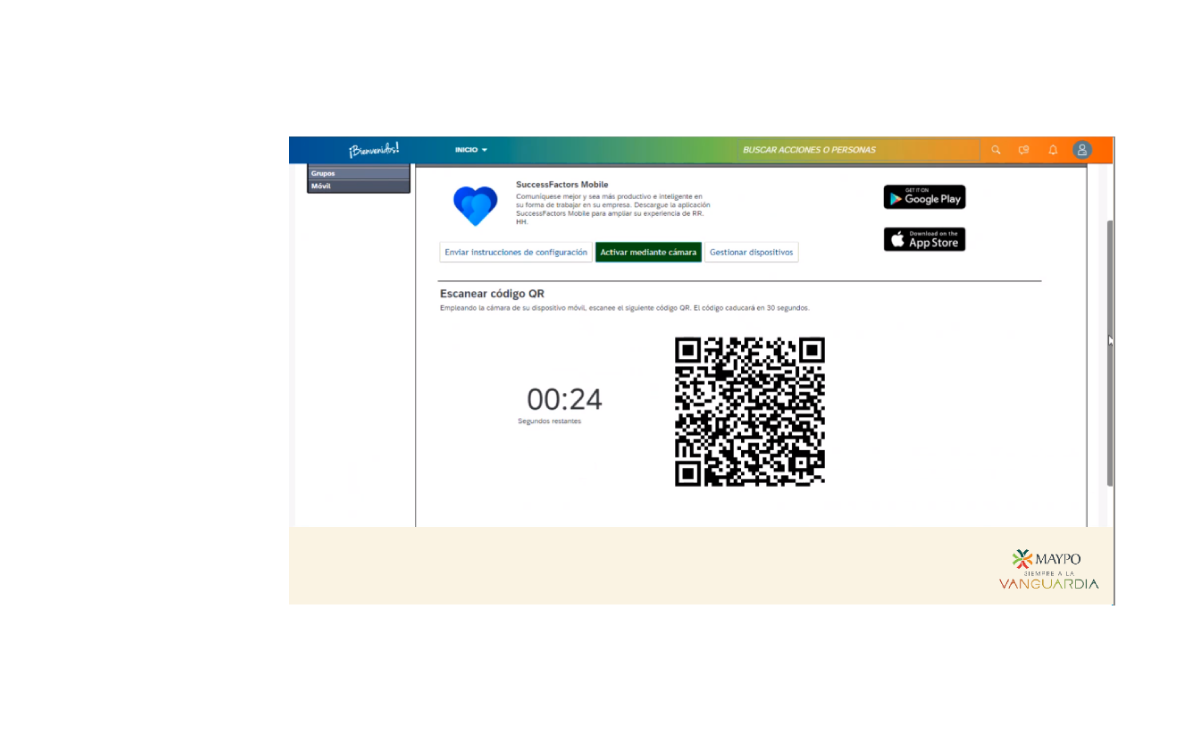 ¡Bienvenid@s!
INICIO
BUSCAR ACCIONES O PERSONAS
Grupos
Móvil
SuccessFactors Mobile
Comuníquese mejor y sea más productivo e inteligente en
su forma de trabajar en su empresa. Descargue la aplicación
SuccessFactors Mobile para ampliar su experiencia de RR.
HH.
GET IT ON
Google Play
Download on the
App Store
Enviar instrucciones de configuración
Activar mediante cámara
Gestionar dispositivos
Escanear código QR
Empleando la cámara de su dispositivo móvil, escanee el siguiente código QR. El código caducará en 30 segundos.
00:24
Segundos restantes
MAYPO
SIEMPRE A LA
VANGUARDIA